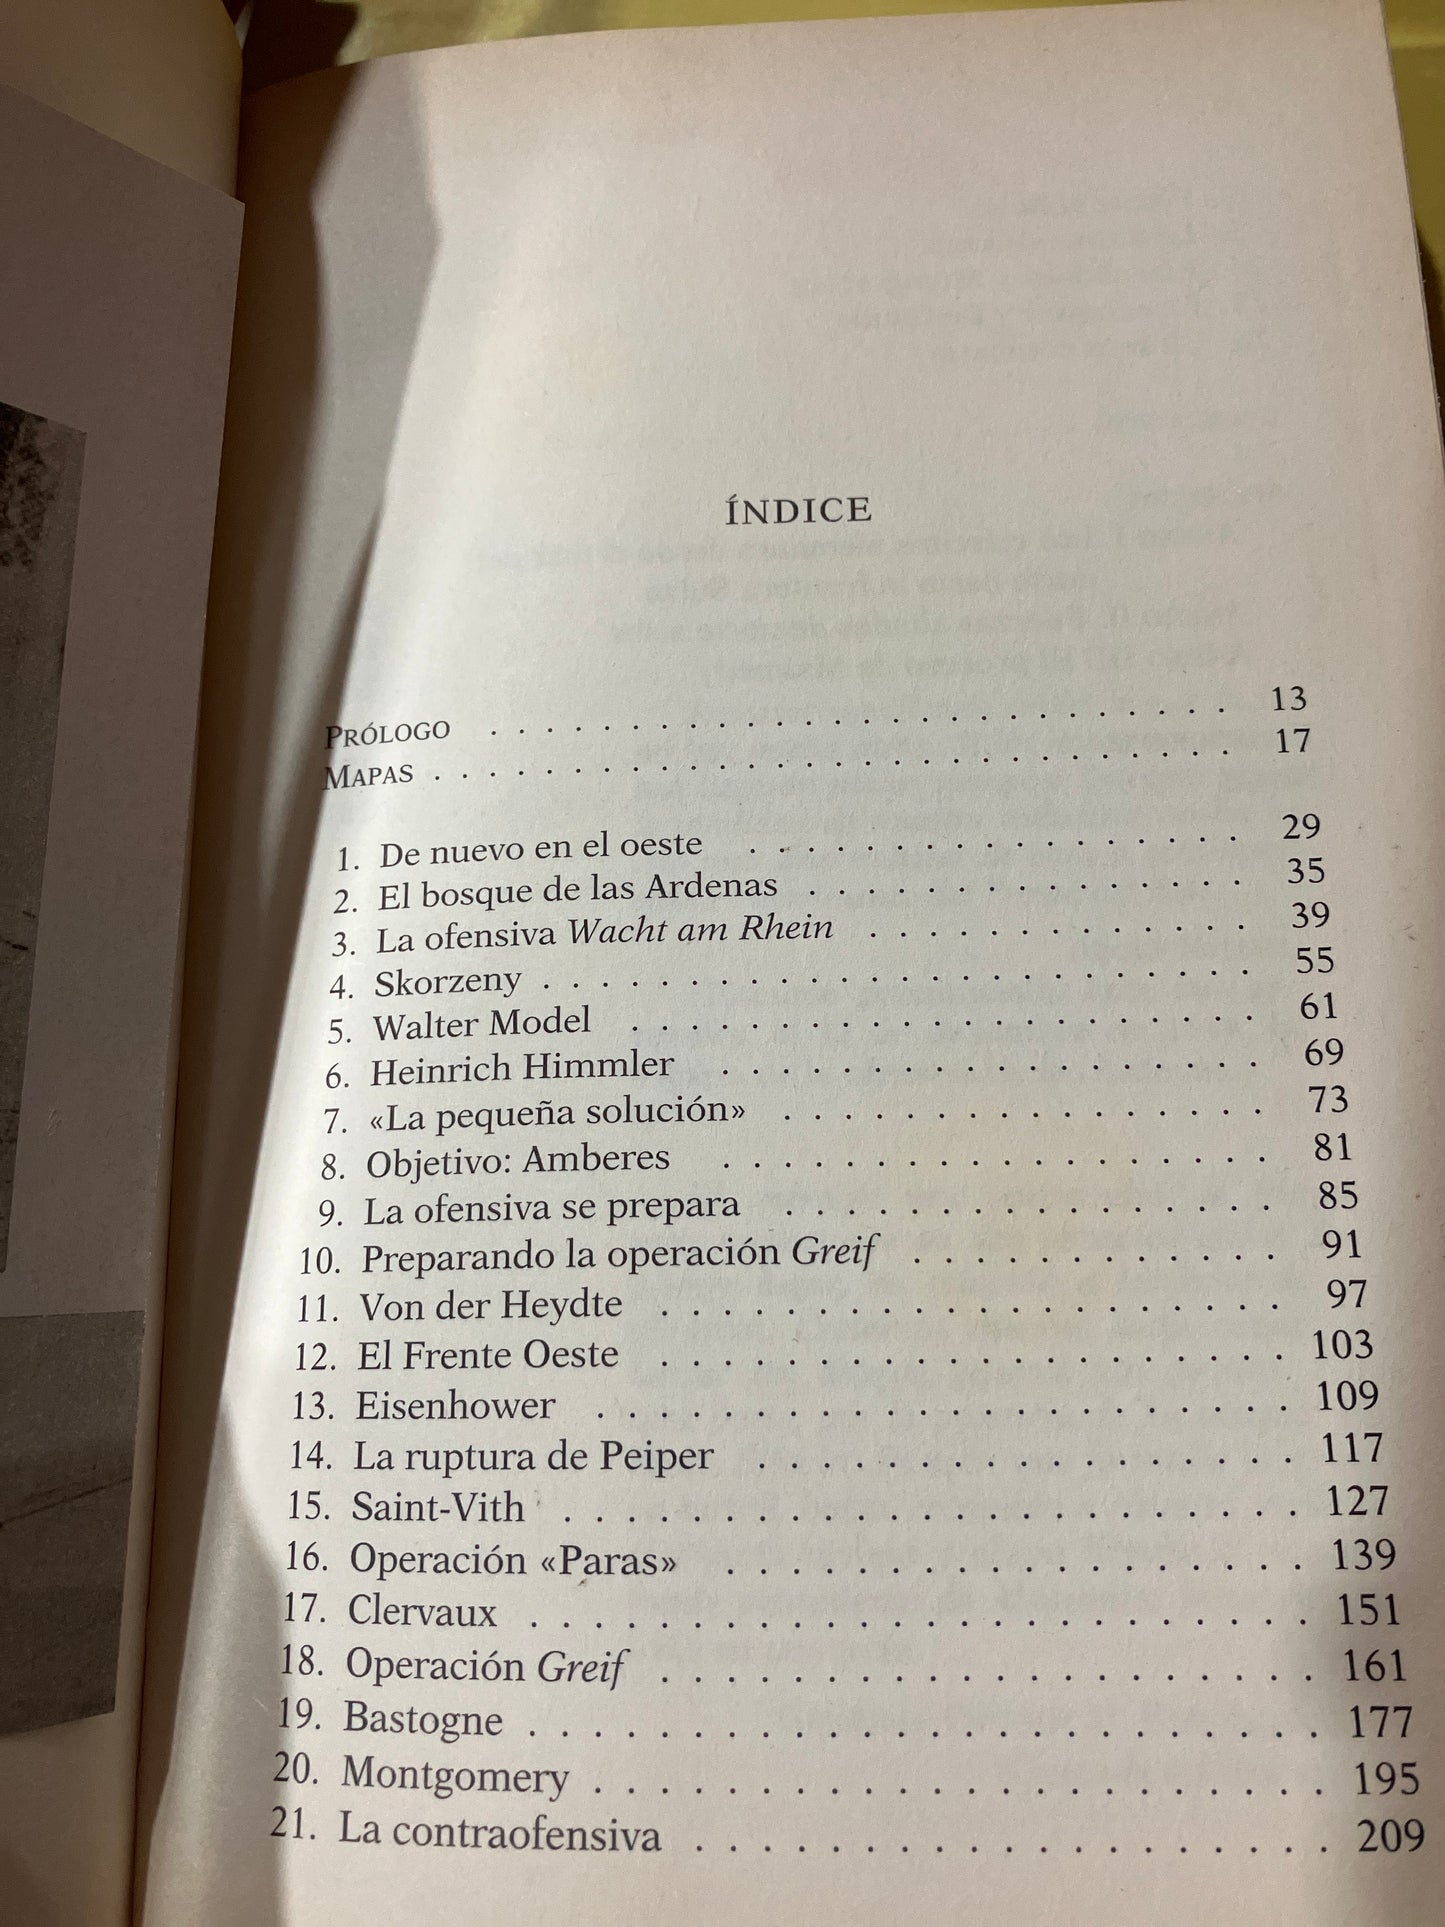 ÍNDICE
PRÓLOGO . . . . . . . . . . . . . . . . . . . . . . . . . . 13
MAPAS . . . . . . . . . . . . . . . . . . . . . . . . . . . . 17
1. De nuevo en el oeste . . . . . . . . . . . . . . . . . 29
2. El bosque de las Ardenas . . . . . . . . . . . . . . . 35
3. La ofensiva Wacht am Rhein . . . . . . . . . . . . . 39
4. Skorzeny . . . . . . . . . . . . . . . . . . . . . . . . 55
5. Walter Model . . . . . . . . . . . . . . . . . . . . . 61
6. Heinrich Himmler . . . . . . . . . . . . . . . . . . 69
7. «La pequeña solución» . . . . . . . . . . . . . . . . 73
8. Objetivo: Amberes . . . . . . . . . . . . . . . . . . 81
9. La ofensiva se prepara . . . . . . . . . . . . . . . . 85
10. Preparando la operación Greif . . . . . . . . . . . . 91
11. Von der Heydte . . . . . . . . . . . . . . . . . . . . 97
12. El Frente Oeste . . . . . . . . . . . . . . . . . . . . 103
13. Eisenhower . . . . . . . . . . . . . . . . . . . . . . 109
14. La ruptura de Peiper . . . . . . . . . . . . . . . . . 117
15. Saint-Vith . . . . . . . . . . . . . . . . . . . . . . . 127
16. Operación «Paras» . . . . . . . . . . . . . . . . . . 139
17. Clervaux . . . . . . . . . . . . . . . . . . . . . . . . 151
18. Operación Greif . . . . . . . . . . . . . . . . . . . . 161
19. Bastogne . . . . . . . . . . . . . . . . . . . . . . . . 177
20. Montgomery . . . . . . . . . . . . . . . . . . . . . . 195
21. La contraofensiva . . . . . . . . . . . . . . . . . . . 209